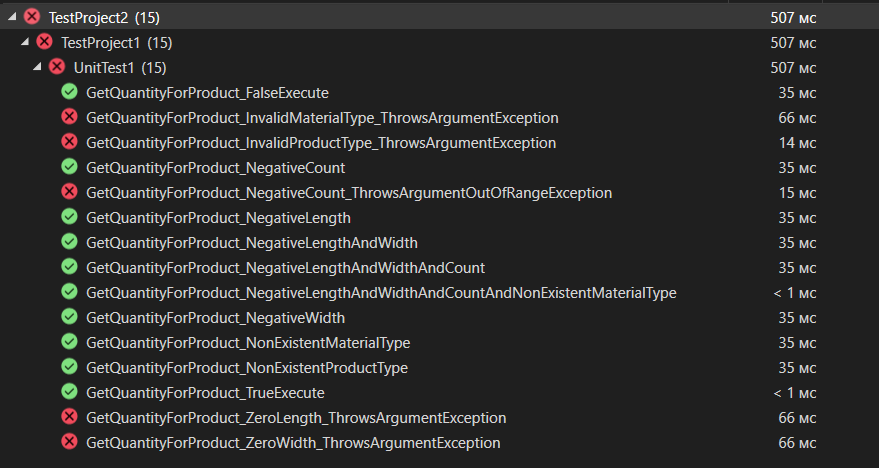 TestProject2 (15) 507 мс
TestProject1 (15) 507 мс
UnitTest1 (15) 507 мс
GetQuantityForProduct_FalseExecute 35 мс
GetQuantityForProduct_InvalidMaterialType_ThrowsArgumentException 66 мс
GetQuantityForProduct_InvalidProductType_ThrowsArgumentException 14 мс
GetQuantityForProduct_NegativeCount 35 мс
GetQuantityForProduct_NegativeCount_ThrowsArgumentOutOfRangeException 15 мс
GetQuantityForProduct_NegativeLength 35 мс
GetQuantityForProduct_NegativeLengthAndWidth 35 мс
GetQuantityForProduct_NegativeLengthAndWidthAndCount 35 мс
GetQuantityForProduct_NegativeLengthAndWidthAndCountAndNonExistentMaterialType < 1 мс
GetQuantityForProduct_NegativeWidth 35 мс
GetQuantityForProduct_NonExistentMaterialType 35 мс
GetQuantityForProduct_NonExistentProductType 35 мс
GetQuantityForProduct_TrueExecute < 1 мс
GetQuantityForProduct_ZeroLength_ThrowsArgumentException 66 мс
GetQuantityForProduct_ZeroWidth_ThrowsArgumentException 66 мс